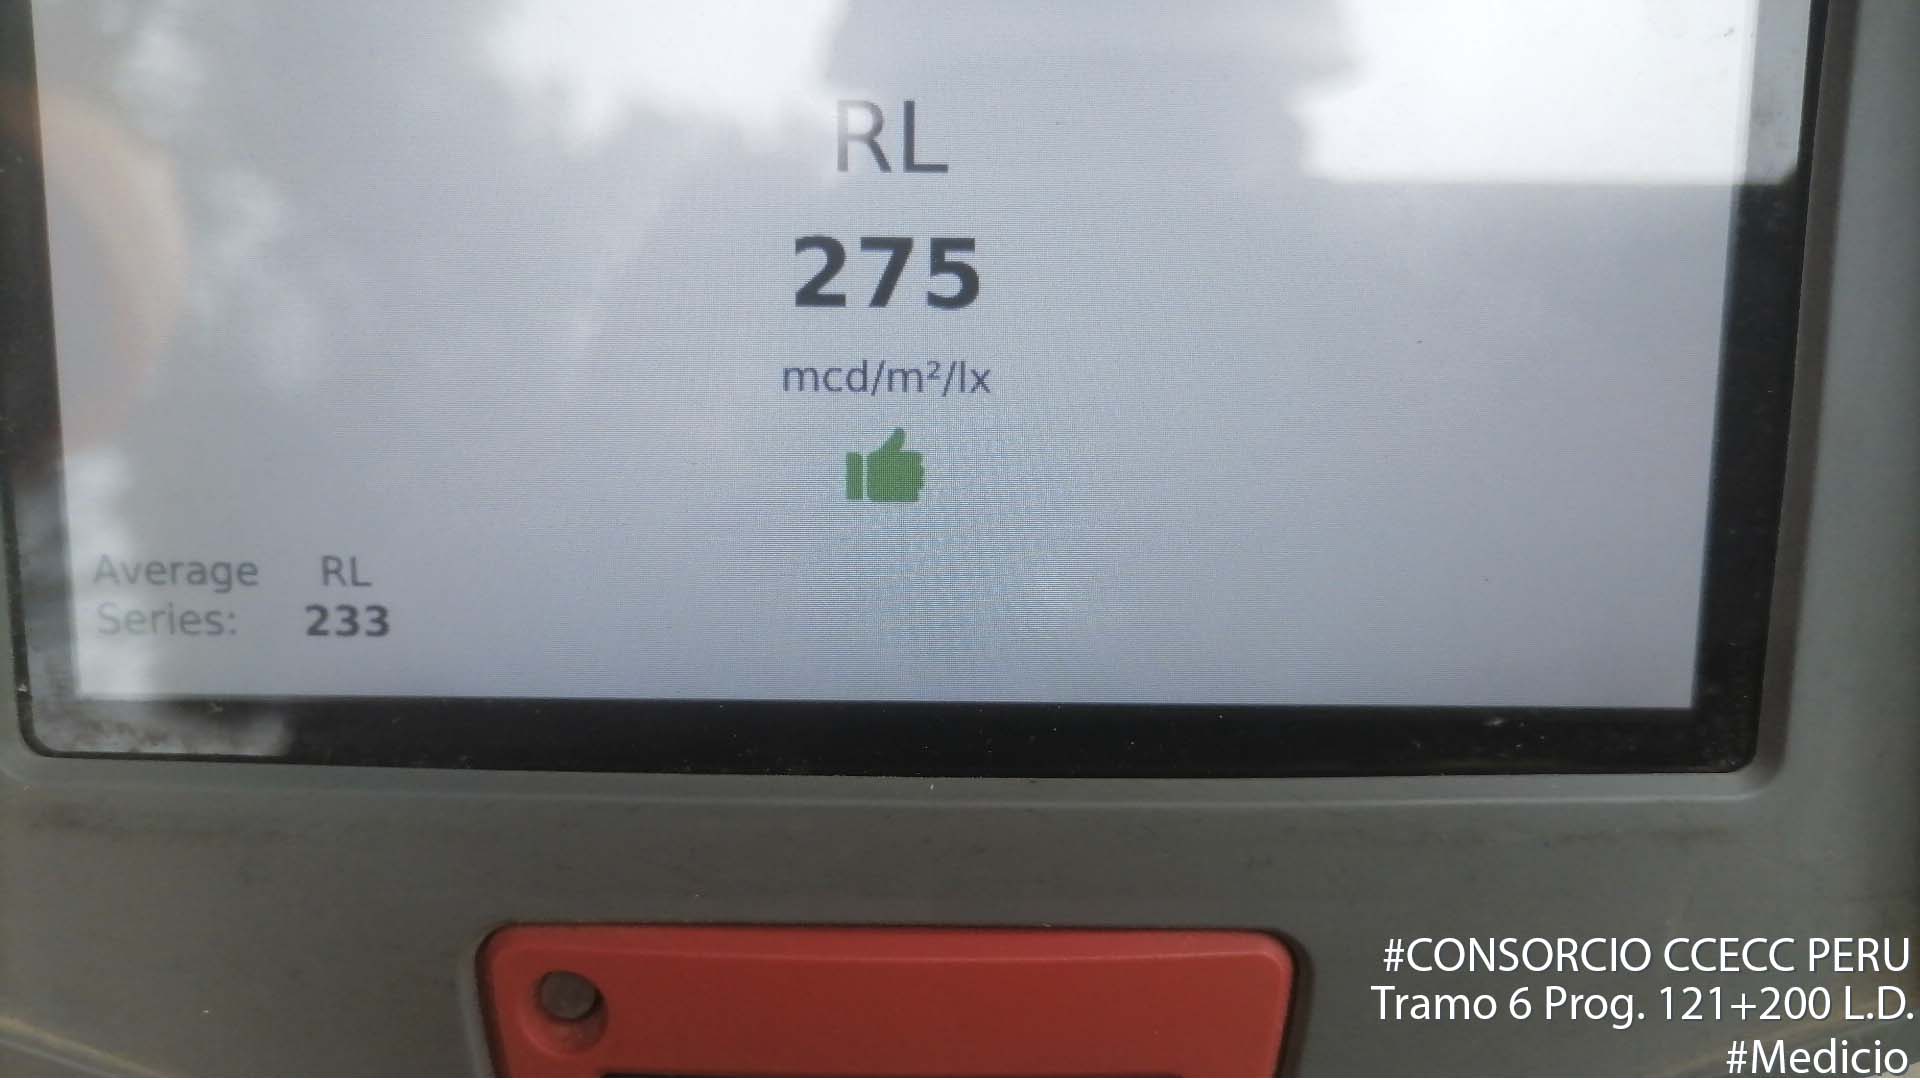 RL
275
mcd/m²/lx
Average RL
Series: 233
#CONSORCIO CCECC PERU
Tramo 6 Prog. 121+200 L.D.
#Medicio